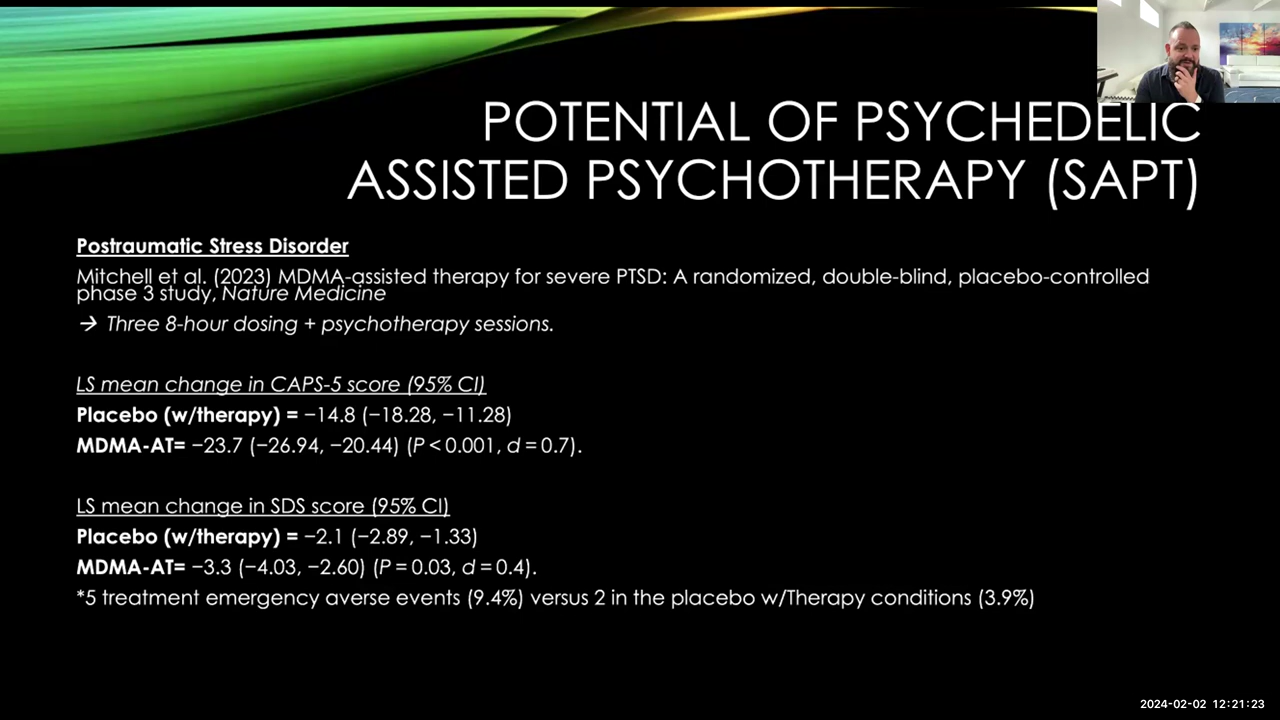 POTENTIAL OF PSYCHEDELIC
ASSISTED PSYCHOTHERAPY (SAPT)
Postraumatic Stress Disorder
Mitchell et al. (2023) MDMA-assisted therapy for severe PTSD: A randomized, double-blind, placebo-controlled
phase 3 study, Nature Medicine
→ Three 8-hour dosing + psychotherapy sessions.
LS mean change in CAPS-5 score (95% CI)
Placebo (w/therapy) = −14.8 (−18.28, −11.28)
MDMA-AT= −23.7 (−26.94, −20.44) (P < 0.001, d = 0.7).
LS mean change in SDS score (95% CI)
Placebo (w/therapy) = −2.1 (−2.89, −1.33)
MDMA-AT= −3.3 (−4.03, −2.60) (P = 0.03, d = 0.4).
*5 treatment emergency averse events (9.4%) versus 2 in the placebo w/Therapy conditions (3.9%)
2024-02-02 12:21:23